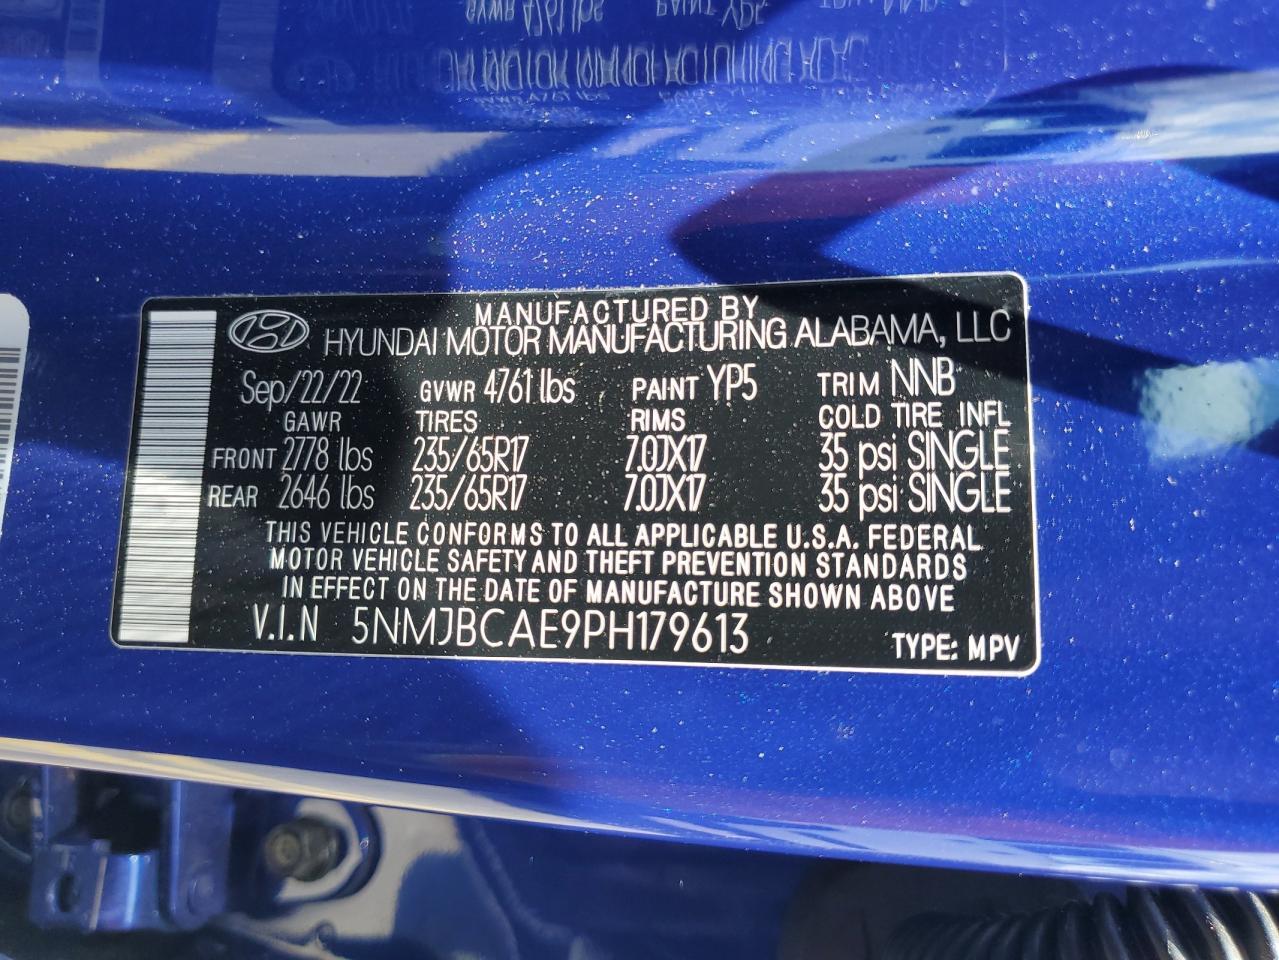 MANUFACTURED BY
HYUNDAI MOTOR MANUFACTURING ALABAMA, LLC
Sep/22/22 GVWR 4761 lbs PAINT YP5 TRIM NNB
GAWR TIRES RIMS COLD TIRE INFL
FRONT 2778 lbs 235/65R17 7.0JX17 35 psi SINGLE
REAR 2646 lbs 235/65R17 7.0JX17 35 psi SINGLE
THIS VEHICLE CONFORMS TO ALL APPLICABLE U.S.A. FEDERAL
MOTOR VEHICLE SAFETY AND THEFT PREVENTION STANDARDS
IN EFFECT ON THE DATE OF MANUFACTURE SHOWN ABOVE
V.I.N 5NMJBCAE9PH179613 TYPE: MPV